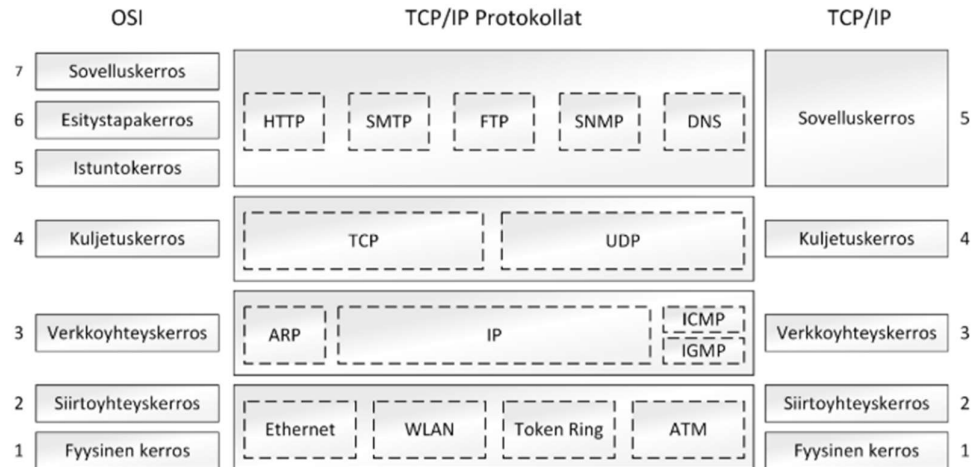 OSI
TCP/IP Protokollat
TCP/IP
7
Sovelluskerros
6
Esitystapakerros
5
Istuntokerros
HTTP
SMTP
FTP
SNMP
DNS
Sovelluskerros
5
4
Kuljetuskerros
TCP
UDP
Kuljetuskerros
4
3
Verkkoyhteyskerros
ARP
IP
ICMP
IGMP
Verkkoyhteyskerros
3
2
Siirtoyhteyskerros
1
Fyysinen kerros
Ethernet
WLAN
Token Ring
ATM
Siirtoyhteyskerros
2
Fyysinen kerros
1